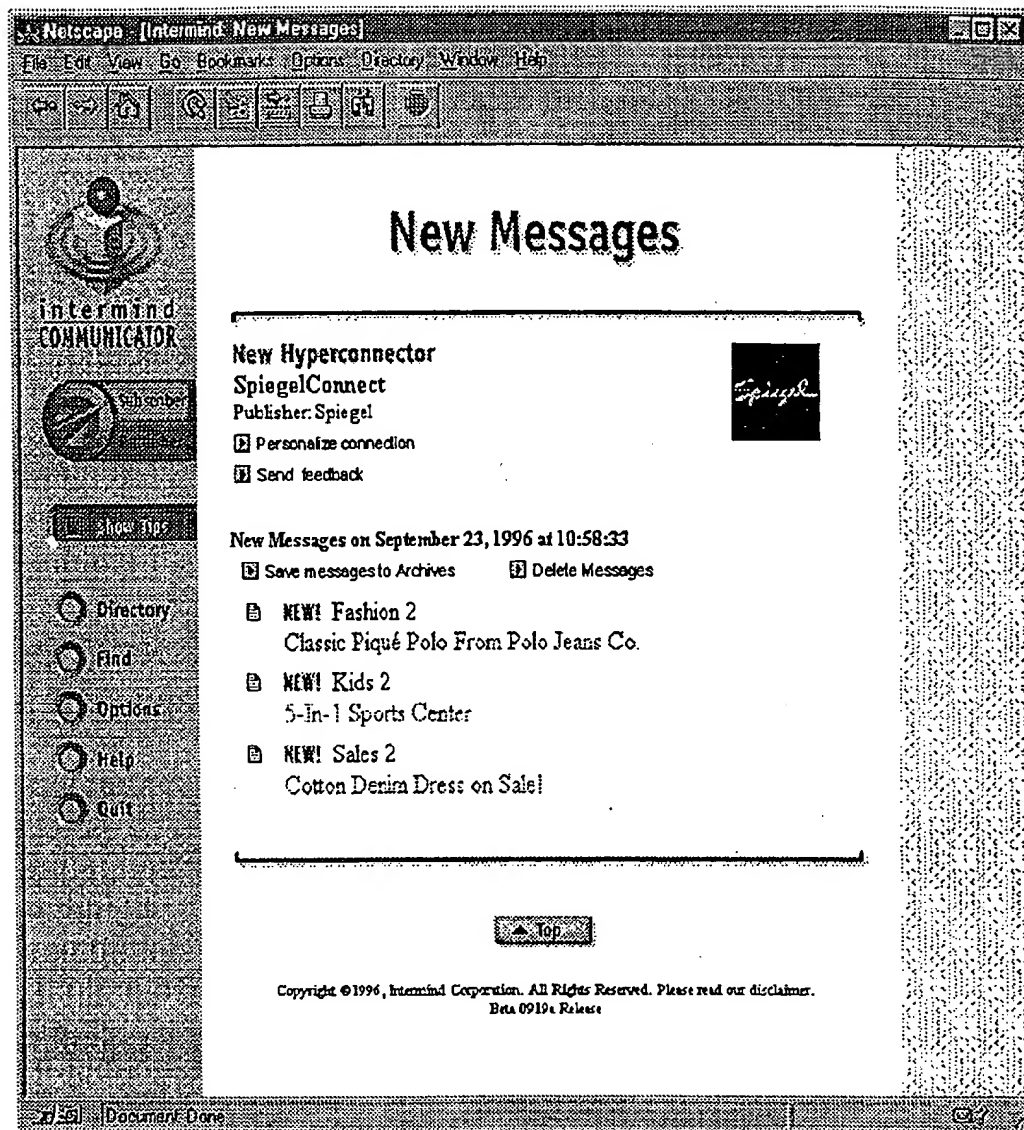 Netscape - [Intermind: New Messages]
File Edit View Go Bookmarks Options Directory Window Help
intermind
COMMUNICATOR
Subscriber
Show Tips
Directory
Find
Options
Help
Quit
New Messages
New Hyperconnector
SpiegelConnect
Publisher: Spiegel
Personalize connection
Send feedback
Spiegel
New Messages on September 23, 1996 at 10:58:33
Save messages to Archives Delete Messages
NEW! Fashion 2
Classic Piqué Polo From Polo Jeans Co.
NEW! Kids 2
5-In-1 Sports Center
NEW! Sales 2
Cotton Denim Dress on Sale!
Top
Copyright ©1996, Intermind Corporation. All Rights Reserved. Please read our disclaimer.
Beta 0919a Release
Document: Done